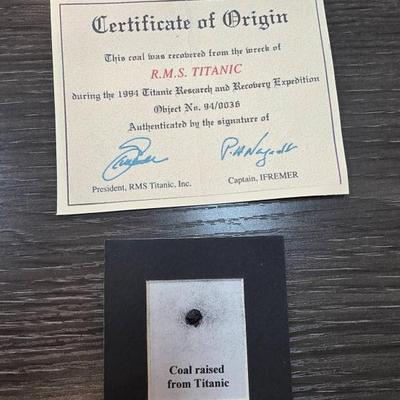 Certificate of Origin
This coal was recovered from the wreck of
R.M.S. TITANIC
during the 1994 Titanic Research and Recovery Expedition
Object No. 94/0036
Authenticated by the signature of
President, RMS Titanic, Inc.
Captain, IFREMER
Coal raised
from Titanic